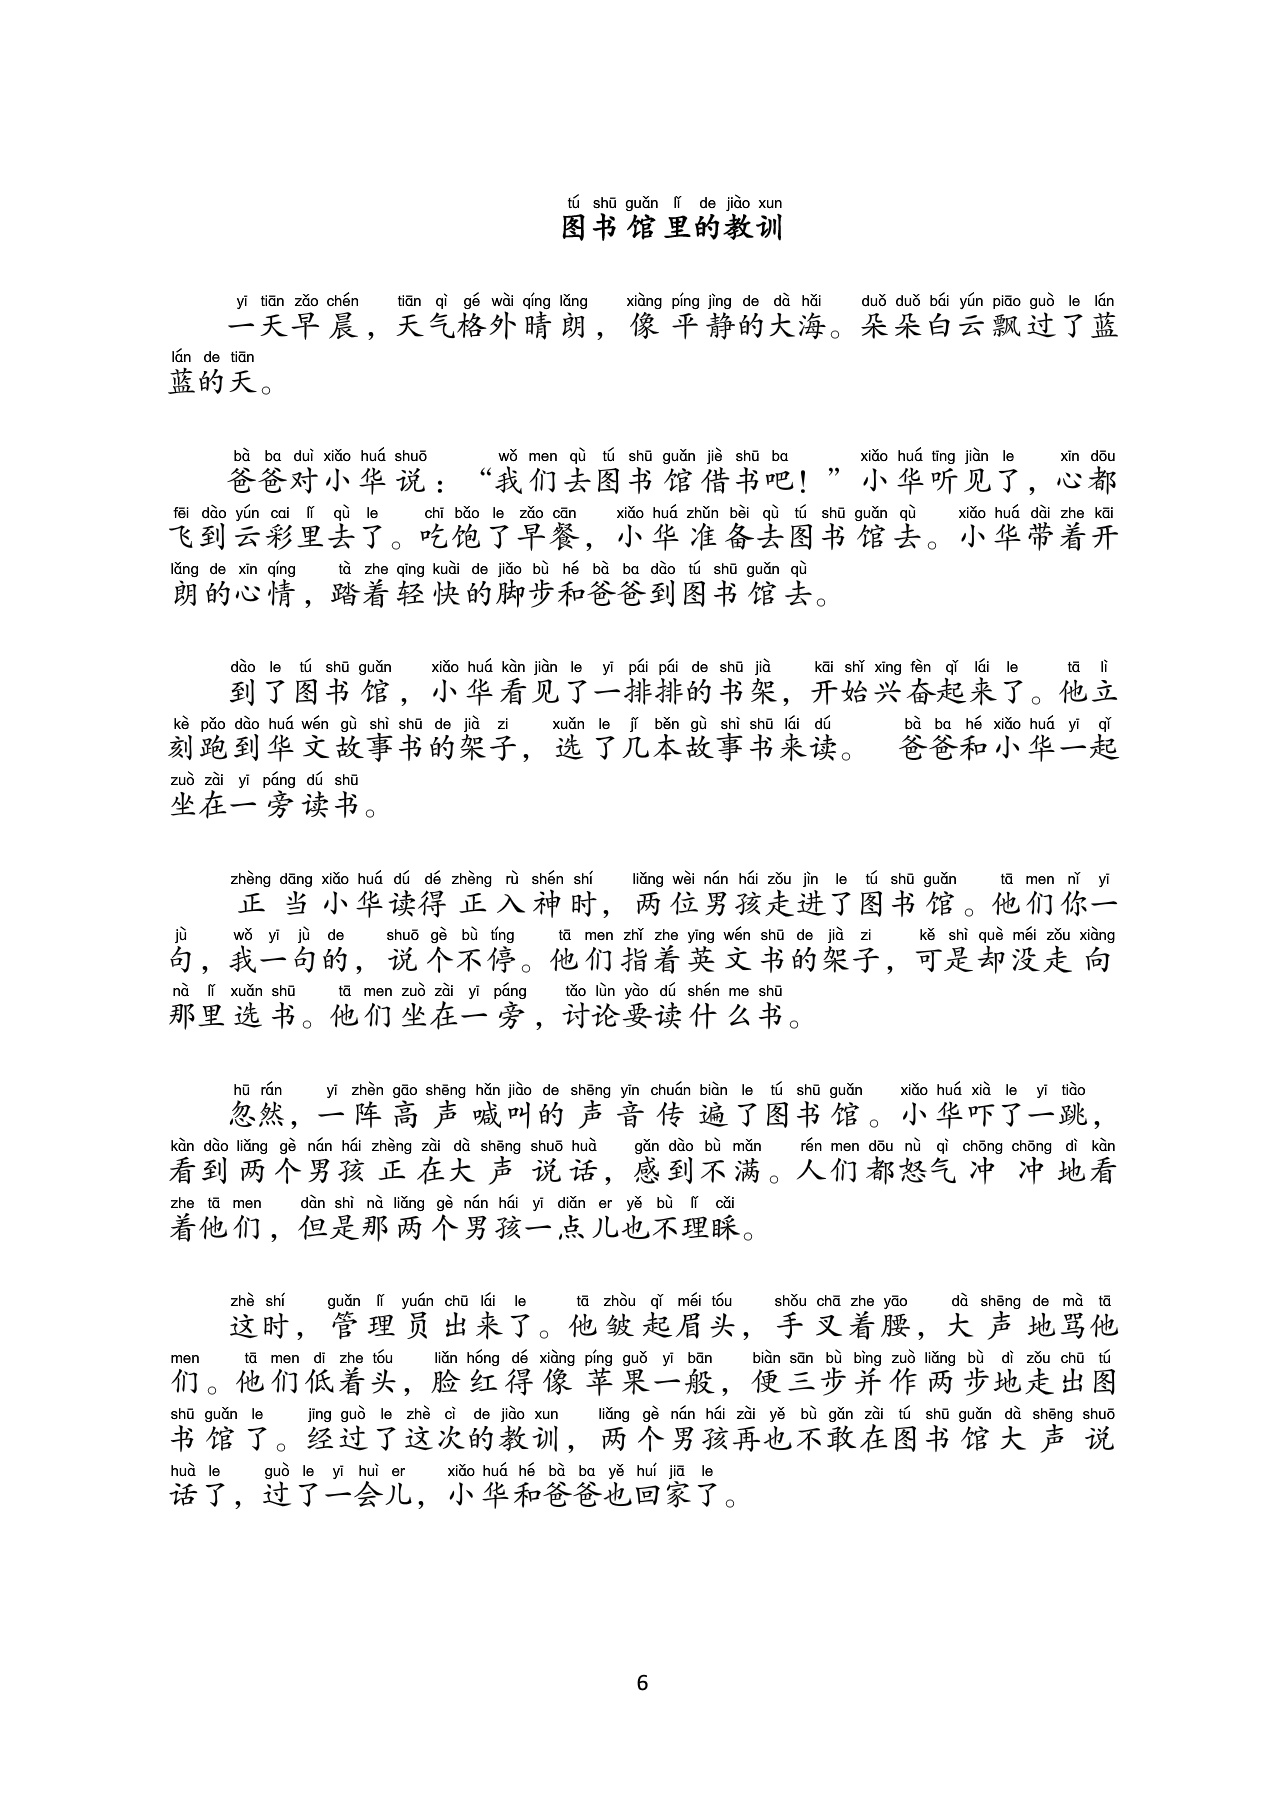 tú shū guǎn lǐ de jiào xun
图书馆里的教训
yī tiān zǎo chén tiān qì gé wài qíng lǎng xiàng píng jìng de dà hǎi duǒ duǒ bái yún piāo guò le lán
一天早晨，天气格外晴朗，像平静的大海。朵朵白云飘过了蓝
lán de tiān
蓝的天。
bà ba duì xiǎo huá shuō wǒ men qù tú shū guǎn jiè shū ba xiǎo huá tīng jiàn le xīn dōu
爸爸对小华说：“我们去图书馆借书吧！”小华听见了，心都
fēi dào yún cai lǐ qù le chī bǎo le zǎo cān xiǎo huá zhǔn bèi qù tú shū guǎn qù xiǎo huá dài zhe kāi
飞到云彩里去了。吃饱了早餐，小华准备去图书馆去。小华带着开
lǎng de xīn qíng tà zhe qīng kuài de jiǎo bù hé bà ba dào tú shū guǎn qù
朗的心情，踏着轻快的脚步和爸爸到图书馆去。
dào le tú shū guǎn xiǎo huá kàn jiàn le yī pái pái de shū jià kāi shǐ xīng fèn qǐ lái le tā lì
到了图书馆，小华看见了一排排的书架，开始兴奋起来了。他立
kè pǎo dào huá wén gù shì shū de jià zi xuǎn le jǐ běn gù shì shū lái dú bà ba hé xiǎo huá yī qǐ
刻跑到华文故事书的架子，选了几本故事书来读。 爸爸和小华一起
zuò zài yī páng dú shū
坐在一旁读书。
zhèng dāng xiǎo huá dú dé zhèng rù shén shí liǎng wèi nán hái zǒu jìn le tú shū guǎn tā men nǐ yī
正当小华读得正入神时，两位男孩走进了图书馆。他们你一
jù wǒ yī jù de shuō gè bù tíng tā men zhǐ zhe yīng wén shū de jià zi kě shì què méi zǒu xiàng
句，我一句的，说个不停。他们指着英文书的架子，可是却没走向
nà lǐ xuǎn shū tā men zuò zài yī páng tǎo lùn yào dú shén me shū
那里选书。他们坐在一旁，讨论要读什么书。
hū rán yī zhèn gāo shēng hǎn jiào de shēng yīn chuán biàn le tú shū guǎn xiǎo huá xià le yī tiào
忽然，一阵高声喊叫的声音传遍了图书馆。小华吓了一跳，
kàn dào liǎng gè nán hái zhèng zài dà shēng shuō huà gǎn dào bù mǎn rén men dōu nù qì chōng chōng dì kàn
看到两个男孩正在大声说话，感到不满。人们都怒气冲冲地看
zhe tā men dàn shì nà liǎng gè nán hái yī diǎn er yě bù lǐ cǎi
着他们，但是那两个男孩一点儿也不理睬。
zhè shí guǎn lǐ yuán chū lái le tā zhòu qǐ méi tóu shǒu chā zhe yāo dà shēng de mà tā
这时，管理员出来了。他皱起眉头，手叉着腰，大声地骂他
men tā men dī zhe tóu liǎn hóng dé xiàng píng guǒ yī bān biàn sān bù bìng zuò liǎng bù dì zǒu chū tú
们。他们低着头，脸红得像苹果一般，便三步并作两步地走出图
shū guǎn le jīng guò le zhè cì de jiào xun liǎng gè nán hái zài yě bù gǎn zài tú shū guǎn dà shēng shuō
书馆了。经过了这次的教训，两个男孩再也不敢在图书馆大声说
huà le guò le yī huì er xiǎo huá hé bà ba yě huí jiā le
话了，过了一会儿，小华和爸爸也回家了。
6